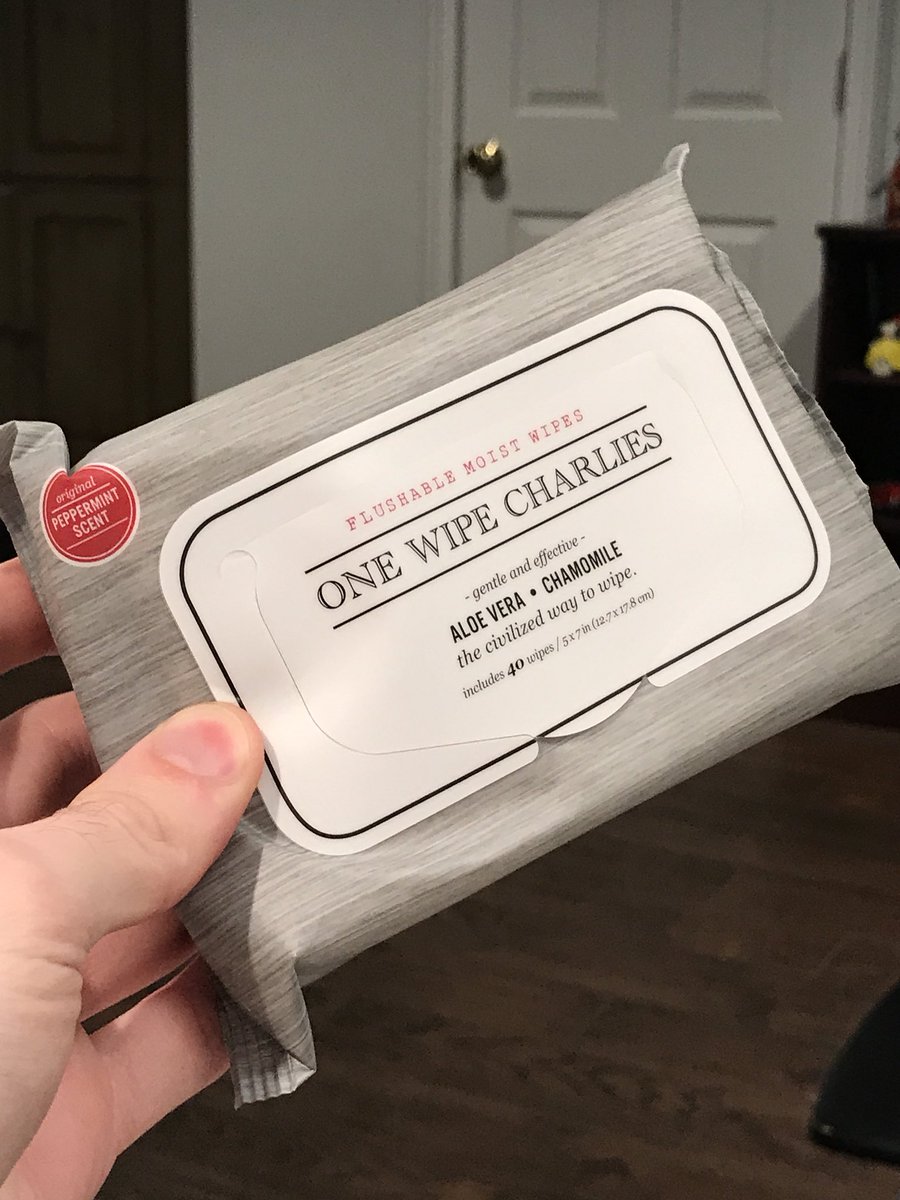 original
PEPPERMINT
SCENT
FLUSHABLE MOIST WIPES
ONE WIPE CHARLIES
- gentle and effective -
ALOE VERA • CHAMOMILE
the civilized way to wipe.
includes 40 wipes / 5 x 7 in (12.7 x 17.8 cm)